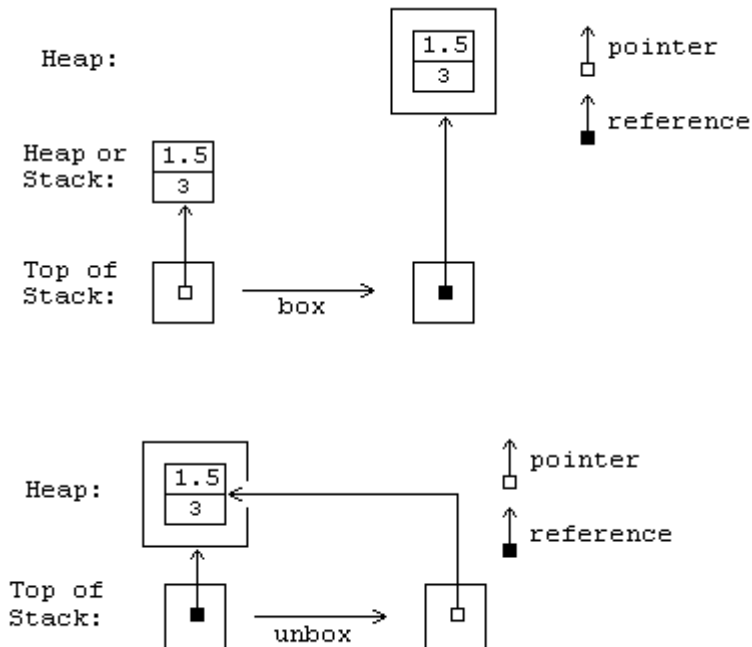 Heap:
1.5
3
pointer
reference
Heap or
Stack:
1.5
3
Top of
Stack:
box
Heap:
1.5
3
pointer
reference
Top of
Stack:
unbox